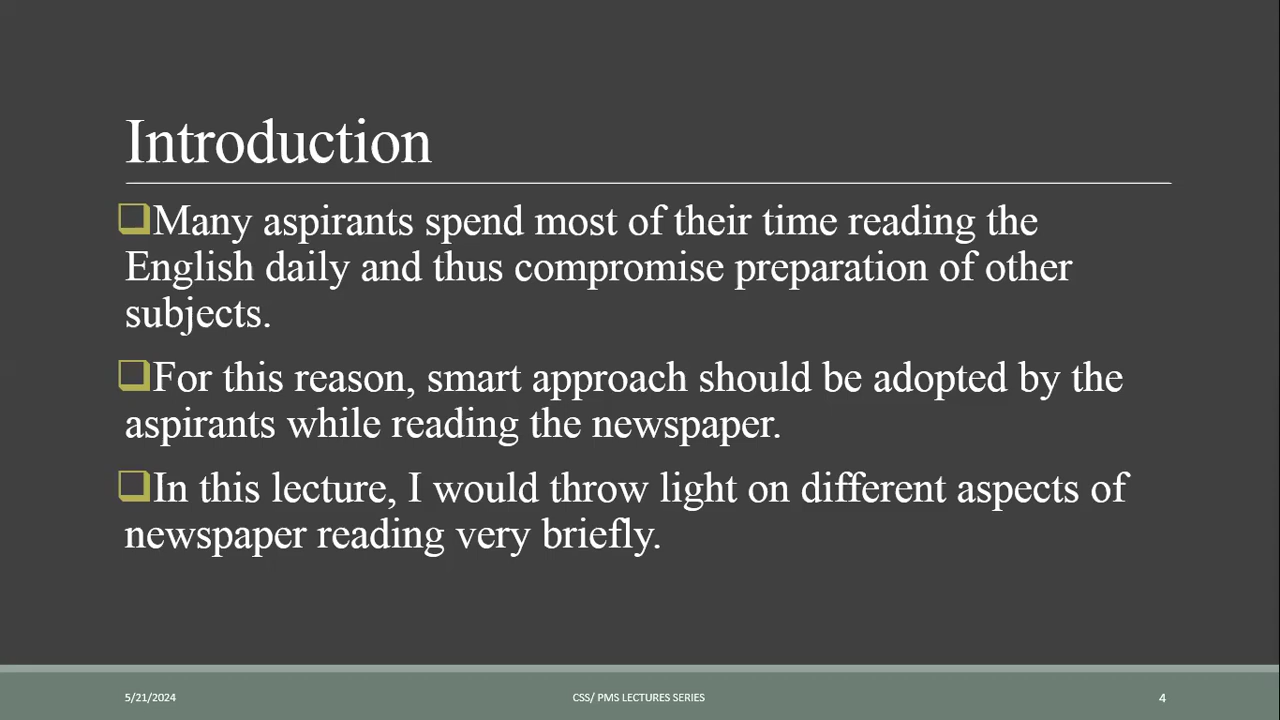 Introduction
Many aspirants spend most of their time reading the
English daily and thus compromise preparation of other
subjects.
For this reason, smart approach should be adopted by the
aspirants while reading the newspaper.
In this lecture, I would throw light on different aspects of
newspaper reading very briefly.
5/21/2024
CSS/ PMS LECTURES SERIES
4